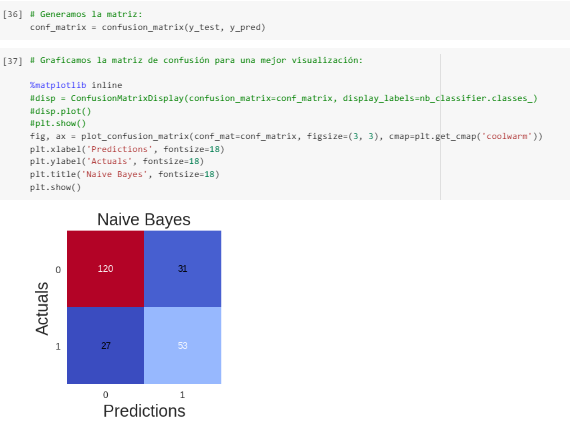 [36] # Generamos la matriz:
conf_matrix = confusion_matrix(y_test, y_pred)
[37] # Graficamos la matriz de confusión para una mejor visualización:
%matplotlib inline
#disp = ConfusionMatrixDisplay(confusion_matrix=conf_matrix, display_labels=nb_classifier.classes_)
#disp.plot()
#plt.show()
fig, ax = plot_confusion_matrix(conf_mat=conf_matrix, figsize=(3, 3), cmap=plt.get_cmap('coolwarm'))
plt.xlabel('Predictions', fontsize=18)
plt.ylabel('Actuals', fontsize=18)
plt.title('Naive Bayes', fontsize=18)
plt.show()
Naive Bayes
Actuals
0 120 31
1 27 53
0 1
Predictions